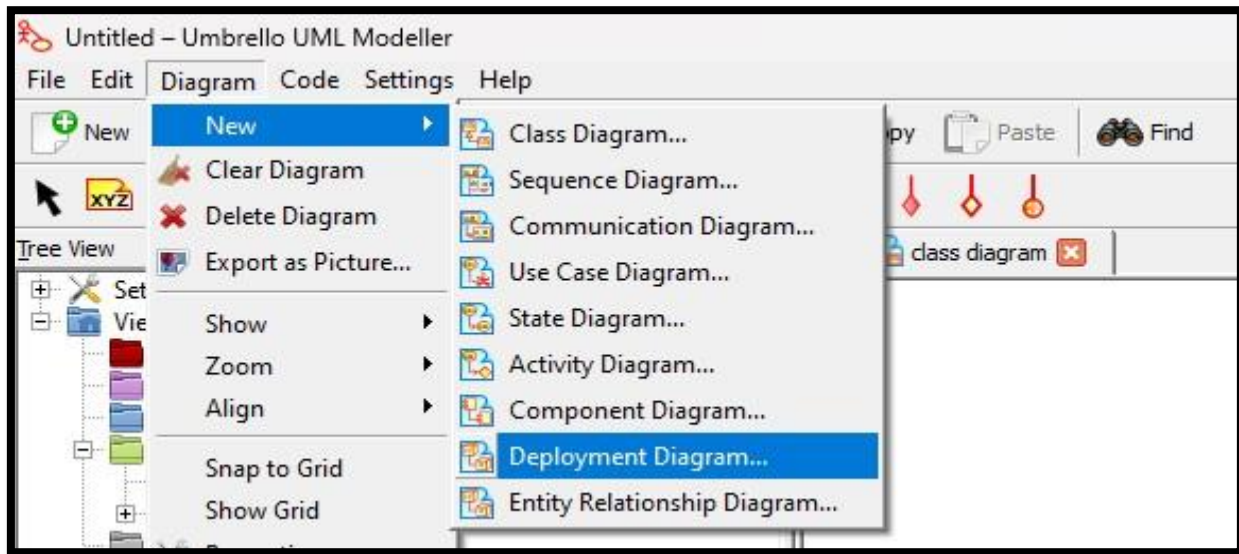 Untitled – Umbrello UML Modeller
File Edit Diagram Code Settings Help
New Paste Find
XYZ
Tree View
class diagram
New
Clear Diagram
Delete Diagram
Export as Picture...
Show
Zoom
Align
Snap to Grid
Show Grid
Class Diagram...
Sequence Diagram...
Communication Diagram...
Use Case Diagram...
State Diagram...
Activity Diagram...
Component Diagram...
Deployment Diagram...
Entity Relationship Diagram...